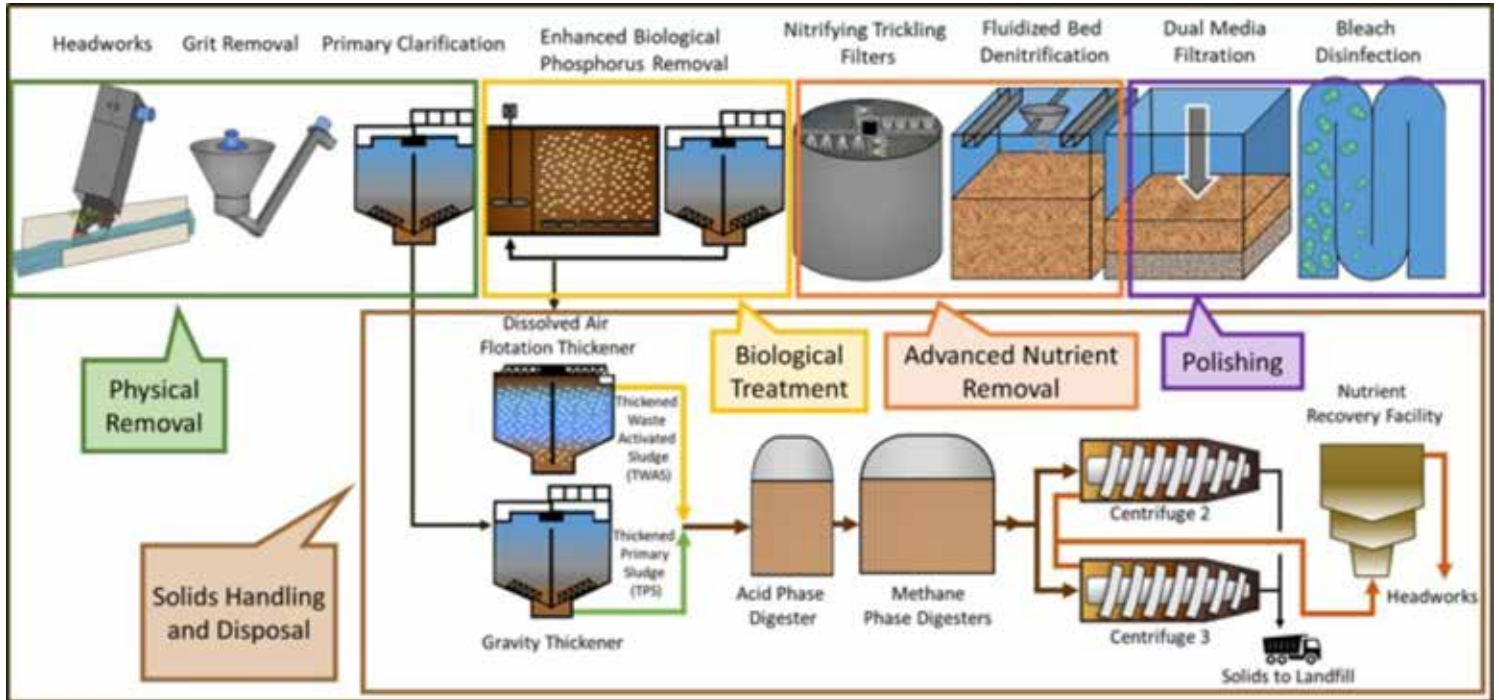 Headworks
Grit Removal
Primary Clarification
Enhanced Biological
Phosphorus Removal
Nitrifying Trickling
Filters
Fluidized Bed
Denitrification
Dual Media
Filtration
Bleach
Disinfection
Physical
Removal
Biological
Treatment
Advanced Nutrient
Removal
Polishing
Solids Handling
and Disposal
Dissolved Air
Flotation Thickener
Thickened
Waste
Activated
Sludge
(TWAS)
Thickened
Primary
Sludge
(TPS)
Gravity Thickener
Acid Phase
Digester
Methane
Phase Digesters
Centrifuge 2
Centrifuge 3
Nutrient
Recovery Facility
Headworks
Solids to Landfill